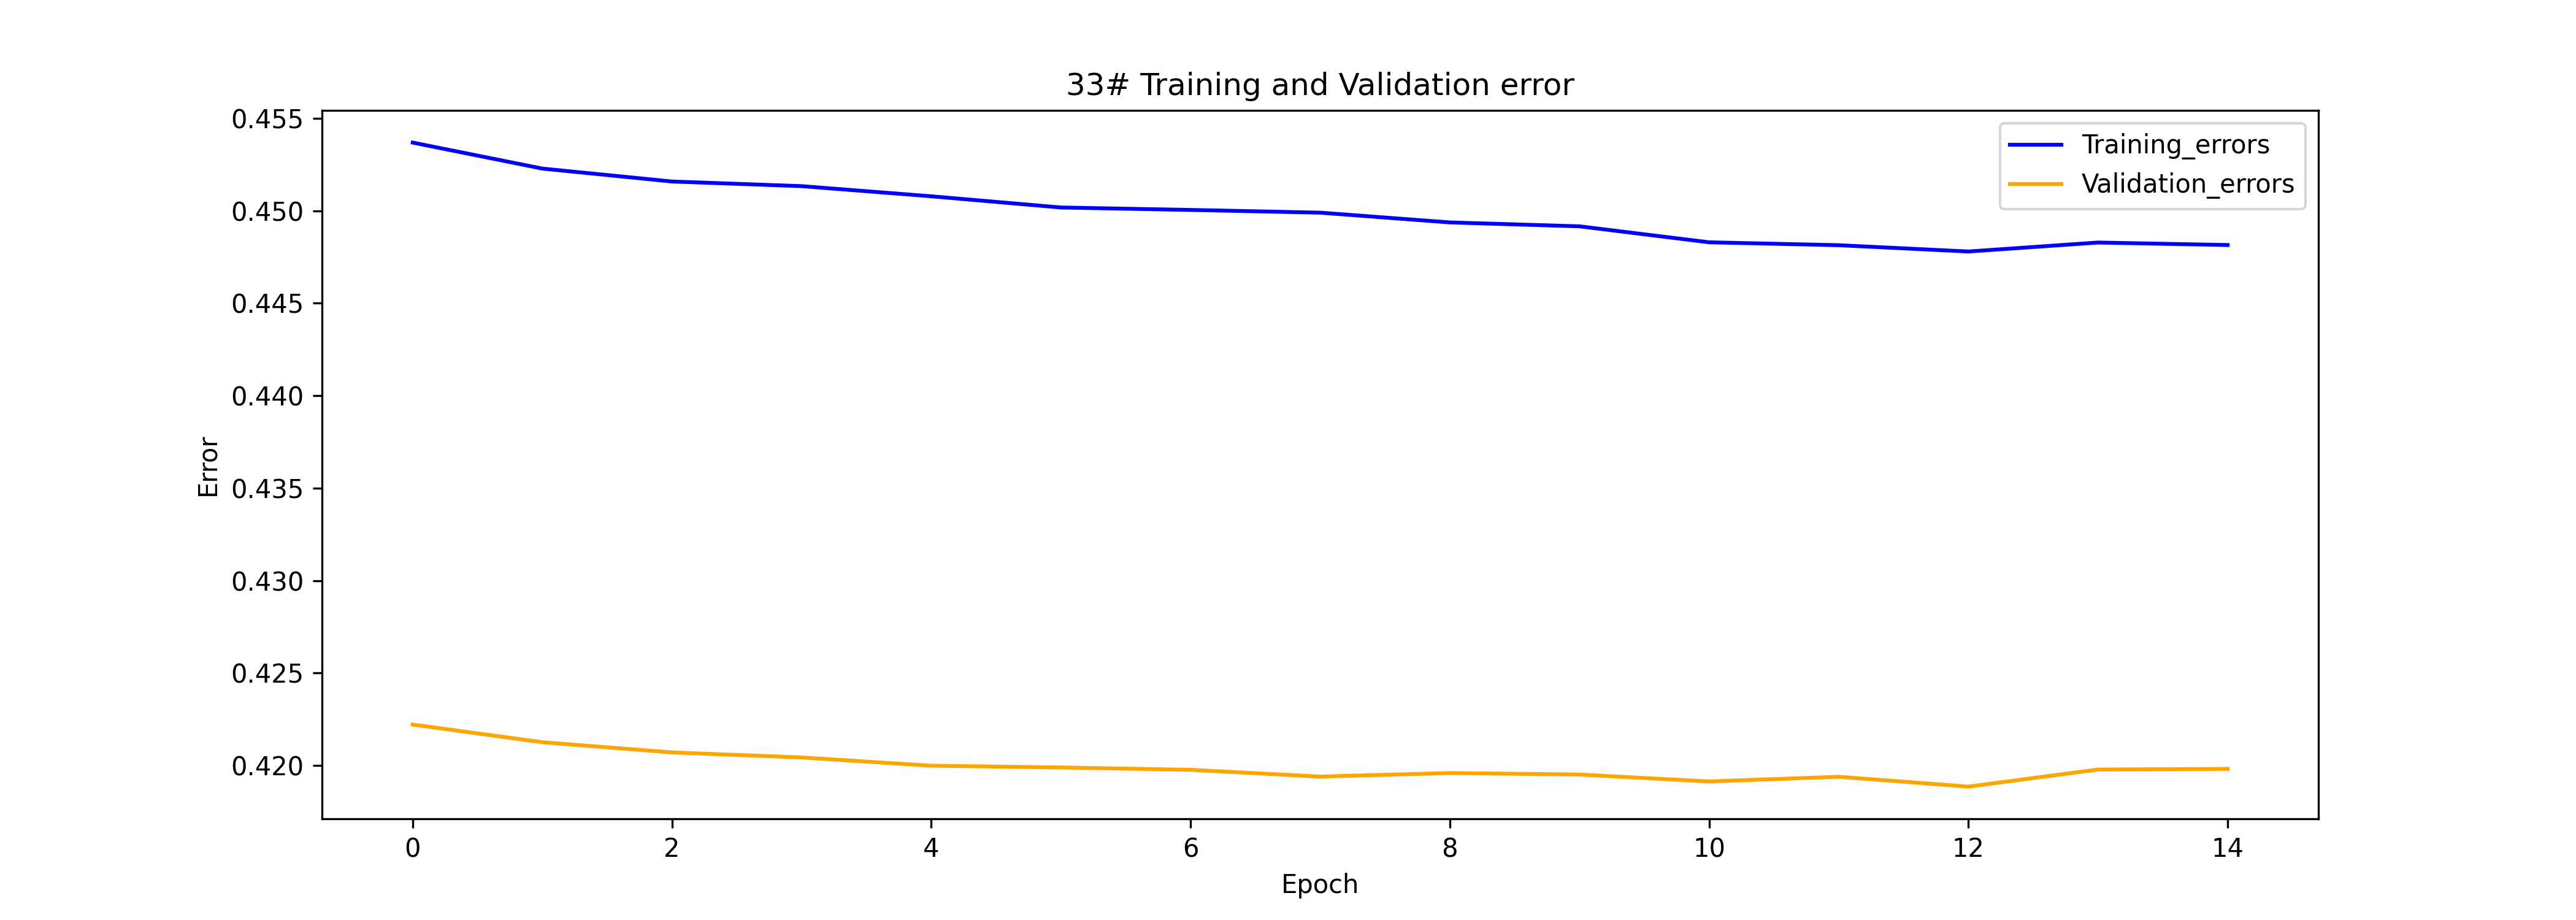 33# Training and Validation error
Training_errors
Validation_errors
0.455
0.450
0.445
0.440
0.435
0.430
0.425
0.420
Error
0 2 4 6 8 10 12 14
Epoch